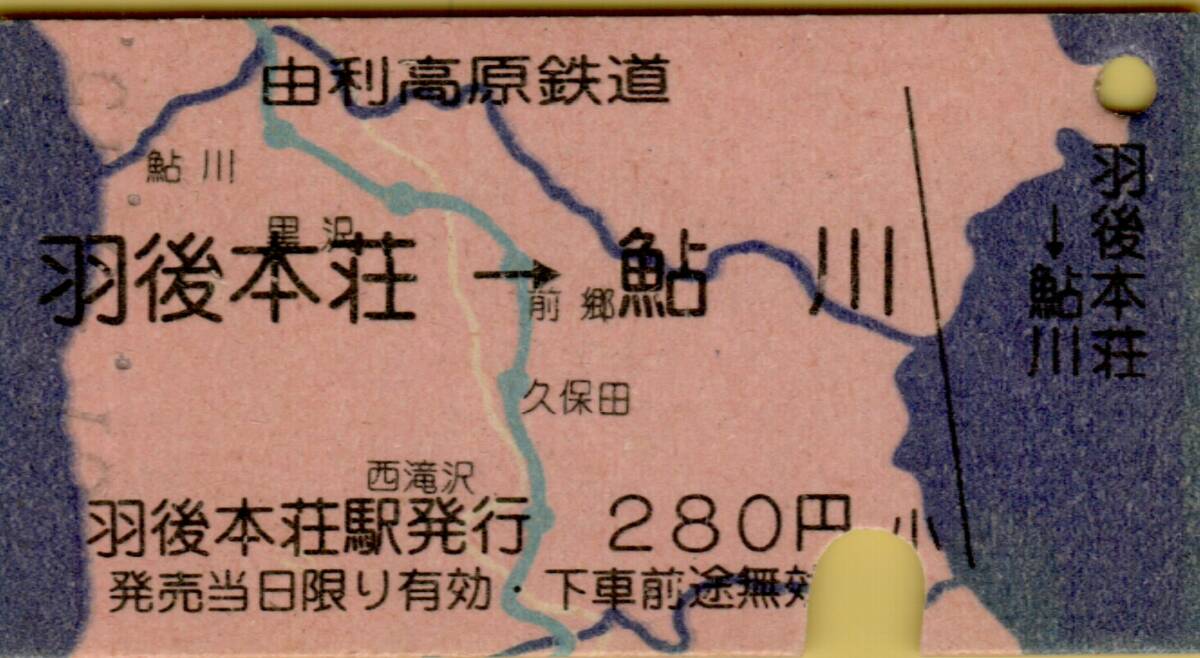 由利高原鉄道
鮎川
黒沢
羽後本荘→鮎川
前郷
久保田
西滝沢
羽後本荘駅発行 280円 小
発売当日限り有効・下車前途無効
羽後本荘
→鮎川